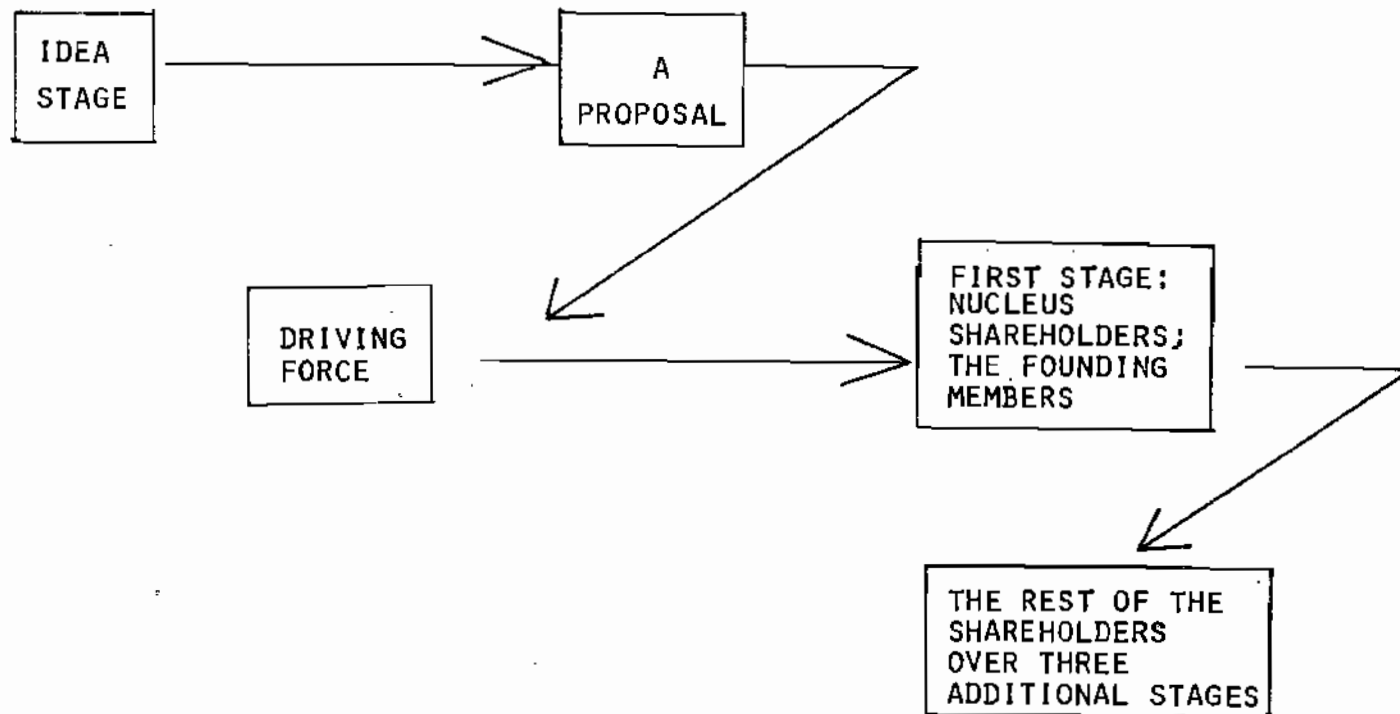 IDEA
STAGE
A
PROPOSAL
DRIVING
FORCE
FIRST STAGE:
NUCLEUS
SHAREHOLDERS;
THE FOUNDING
MEMBERS
THE REST OF THE
SHAREHOLDERS
OVER THREE
ADDITIONAL STAGES